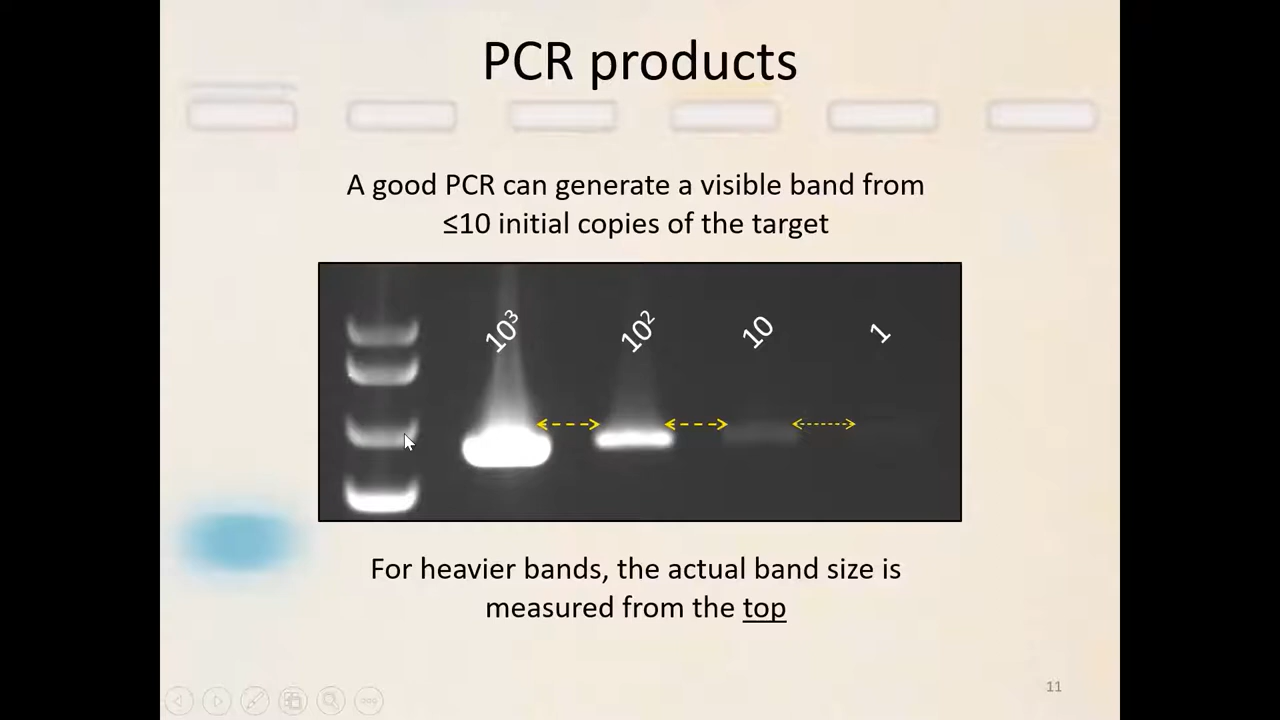 PCR products
A good PCR can generate a visible band from
≤10 initial copies of the target
10³ 10² 10 1
For heavier bands, the actual band size is
measured from the top
11